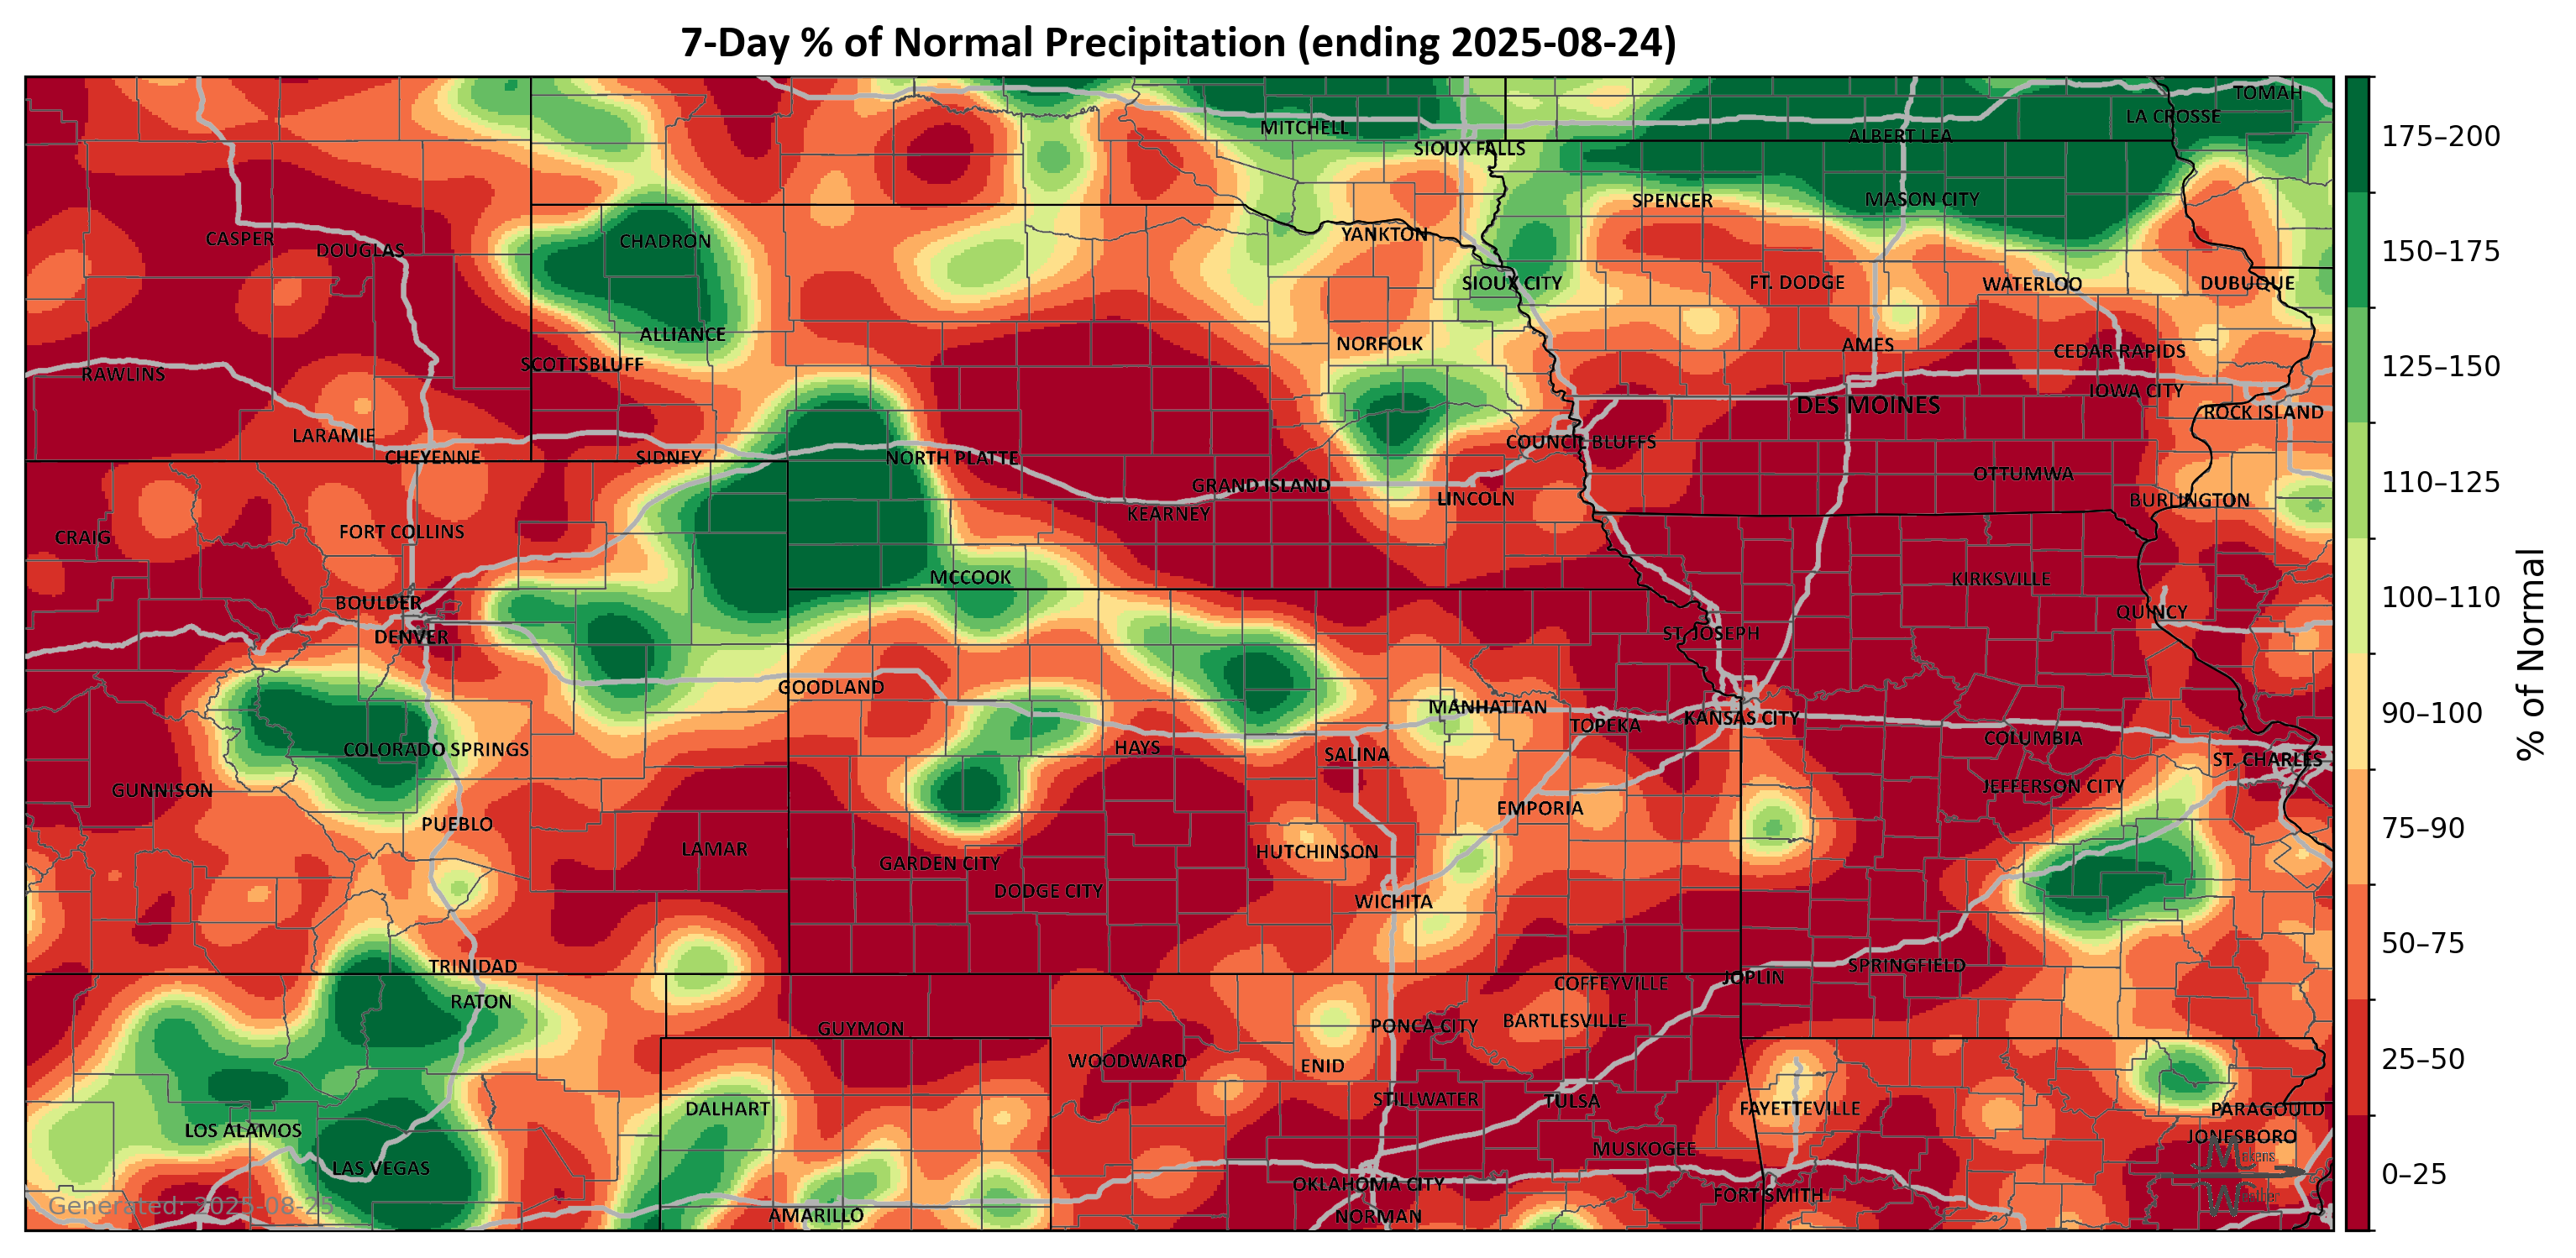 7-Day % of Normal Precipitation (ending 2025-08-24)
TOMAH
LA CROSSE
MITCHELL
ALBERT LEA
SIOUX FALLS
SPENCER
MASON CITY
YANKTON
CASPER
CHADRON
DOUGLAS
SIOUX CITY
FT. DODGE
WATERLOO
DUBUQUE
ALLIANCE
NORFOLK
AMES
CEDAR RAPIDS
SCOTTSBLUFF
RAWLINS
IOWA CITY
DES MOINES
ROCK ISLAND
LARAMIE
COUNCIL BLUFFS
CHEYENNE
SIDNEY
NORTH PLATTE
OTTUMWA
GRAND ISLAND
LINCOLN
BURLINGTON
KEARNEY
FORT COLLINS
CRAIG
MCCOOK
KIRKSVILLE
BOULDER
QUINCY
DENVER
ST. JOSEPH
GOODLAND
MANHATTAN
TOPEKA
KANSAS CITY
COLUMBIA
COLORADO SPRINGS
HAYS
SALINA
ST. CHARLES
GUNNISON
JEFFERSON CITY
EMPORIA
PUEBLO
LAMAR
HUTCHINSON
GARDEN CITY
DODGE CITY
WICHITA
TRINIDAD
SPRINGFIELD
JOPLIN
COFFEYVILLE
RATON
GUYMON
PONCA CITY
BARTLESVILLE
WOODWARD
ENID
STILLWATER
TULSA
DALHART
FAYETTEVILLE
PARAGOULD
LOS ALAMOS
JONESBORO
MUSKOGEE
LAS VEGAS
OKLAHOMA CITY
FORT SMITH
AMARILLO
NORMAN
Generated: 2025-08-25
175–200
150–175
125–150
110–125
100–110
90–100
75–90
50–75
25–50
0–25
% of Normal